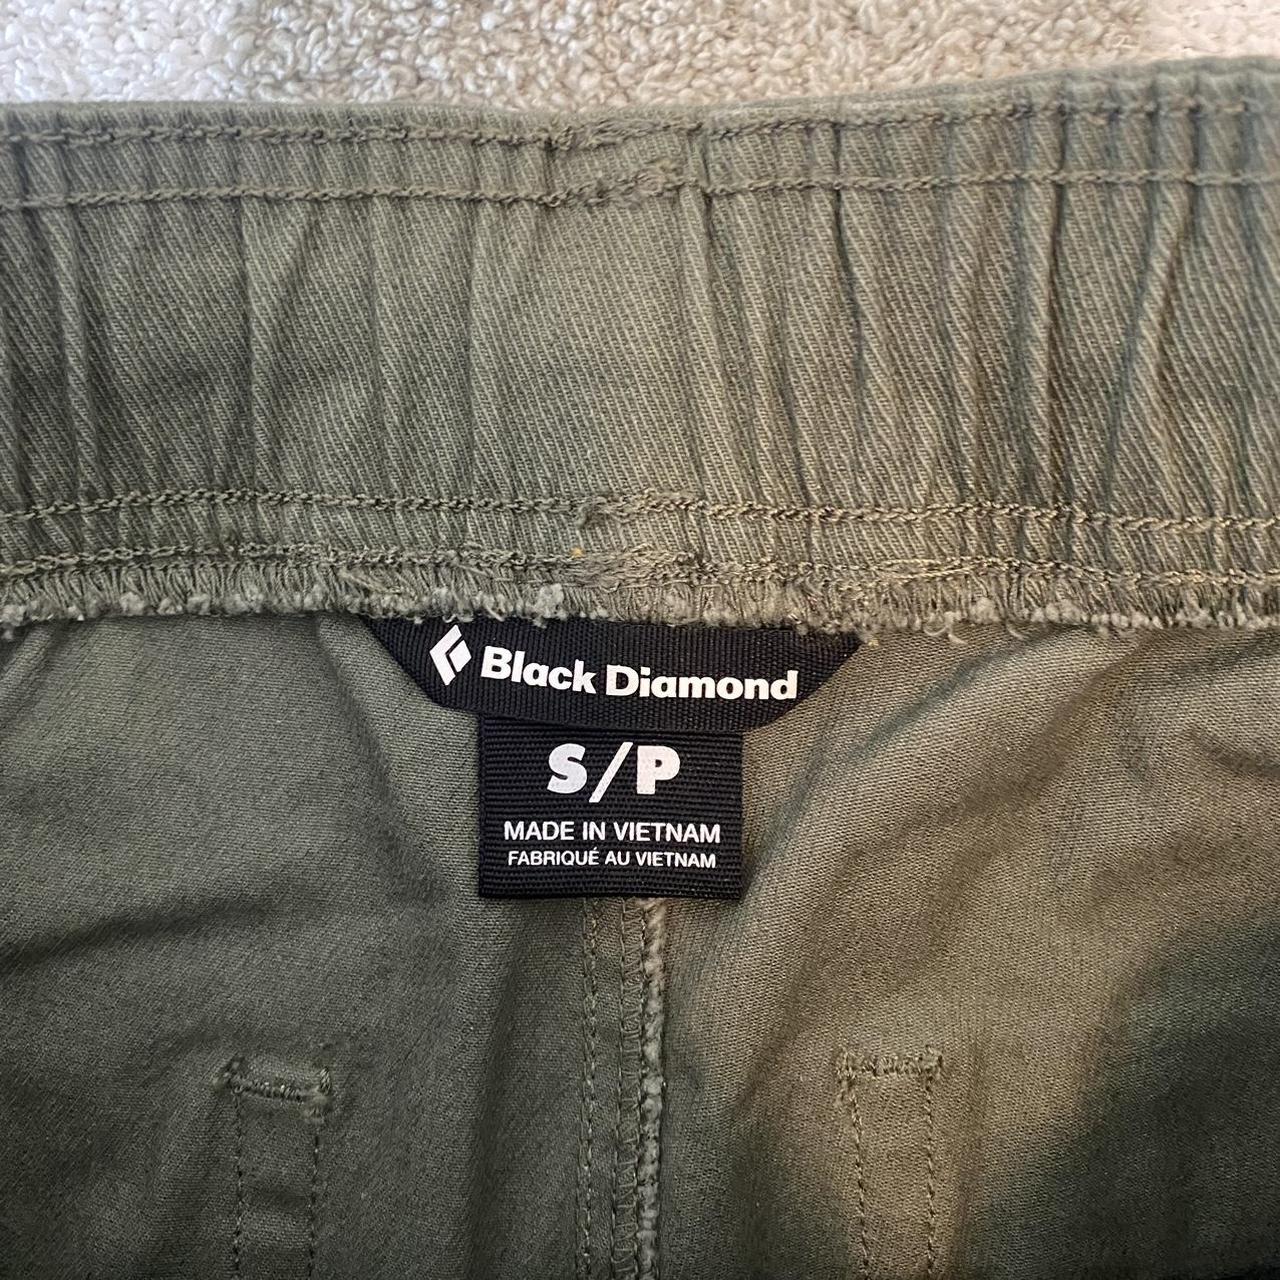 Black Diamond
S/P
MADE IN VIETNAM
FABRIQUÉ AU VIETNAM